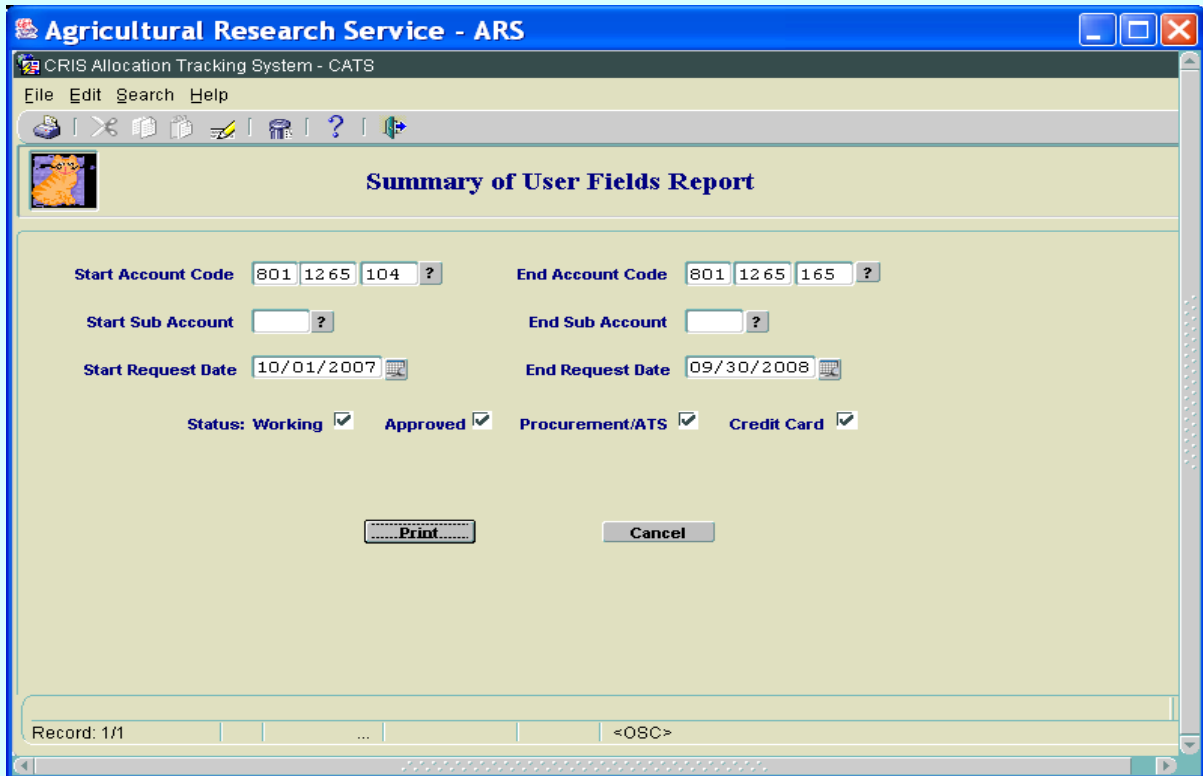 Agricultural Research Service - ARS
CRIS Allocation Tracking System - CATS
File Edit Search Help
?
Summary of User Fields Report
Start Account Code 801 1265 104 ? End Account Code 801 1265 165 ?
Start Sub Account ? End Sub Account ?
Start Request Date 10/01/2007 End Request Date 09/30/2008
Status: Working Approved Procurement/ATS Credit Card
Print Cancel
Record: 1/1 ... <OSC>